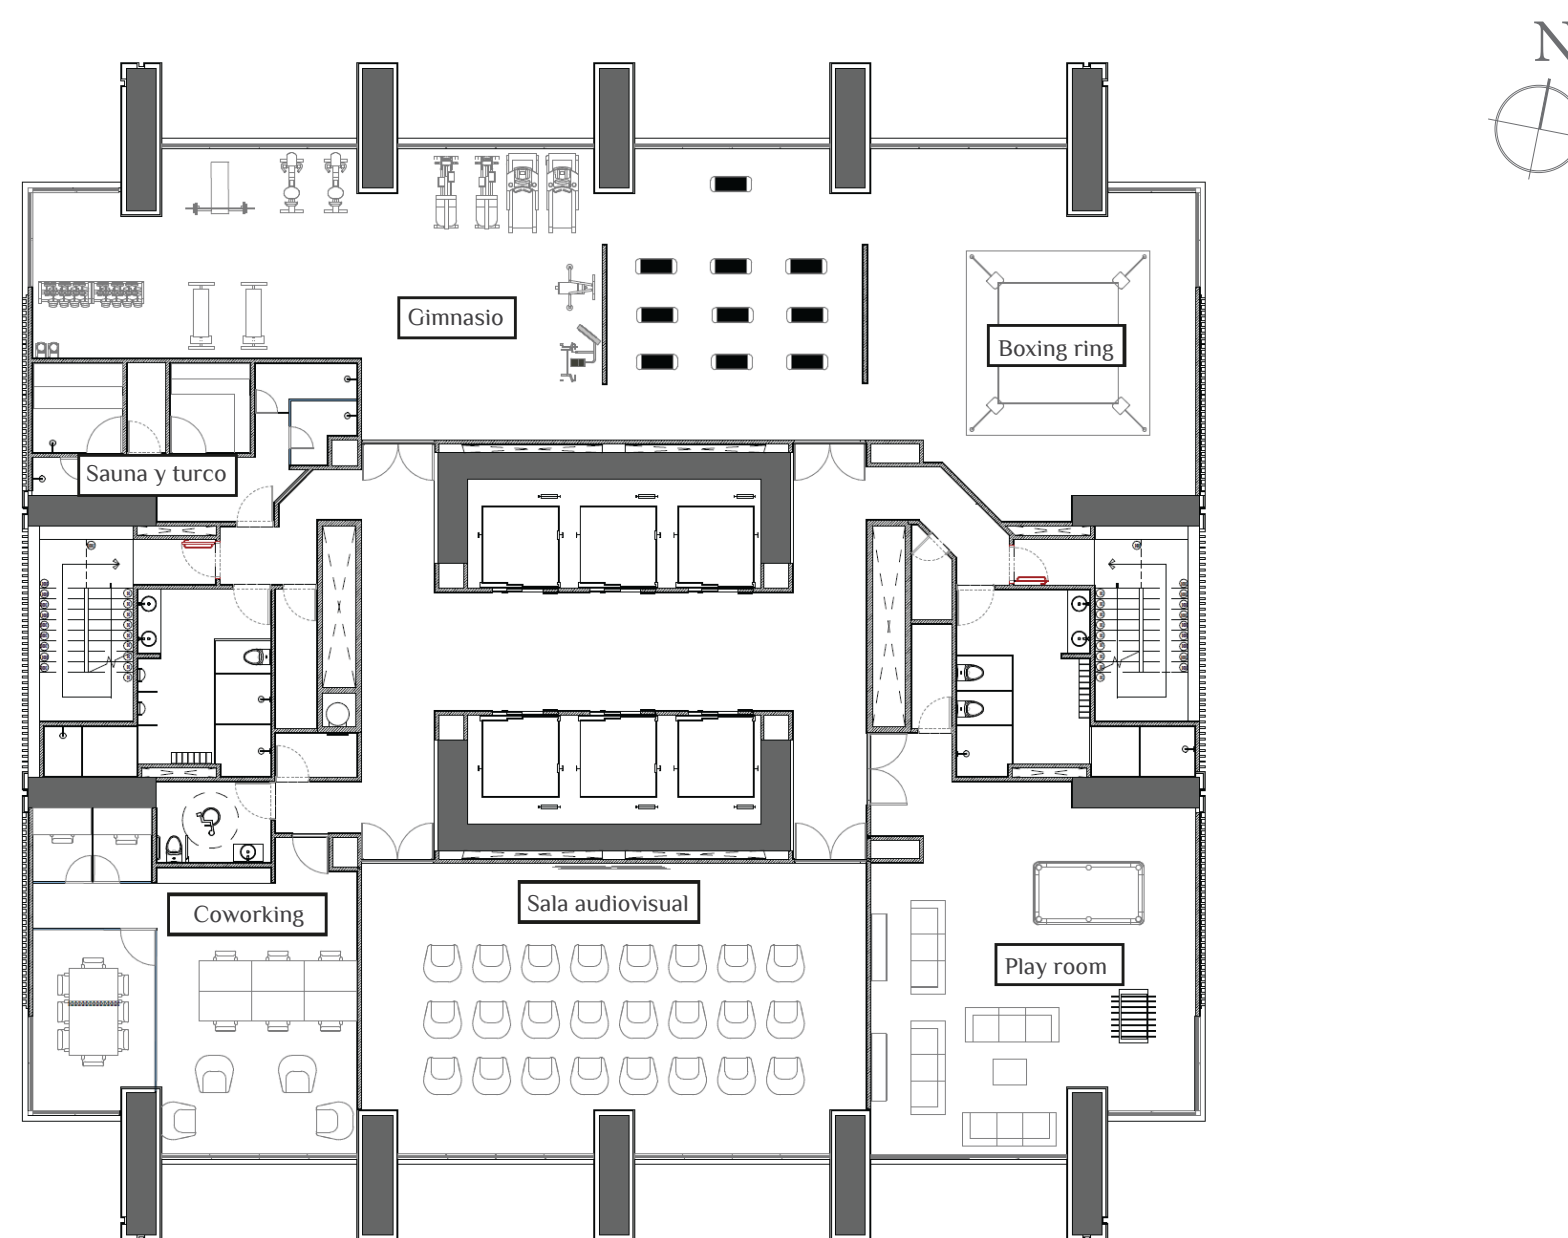 N
Gimnasio
Boxing ring
Sauna y turco
Coworking
Sala audiovisual
Play room